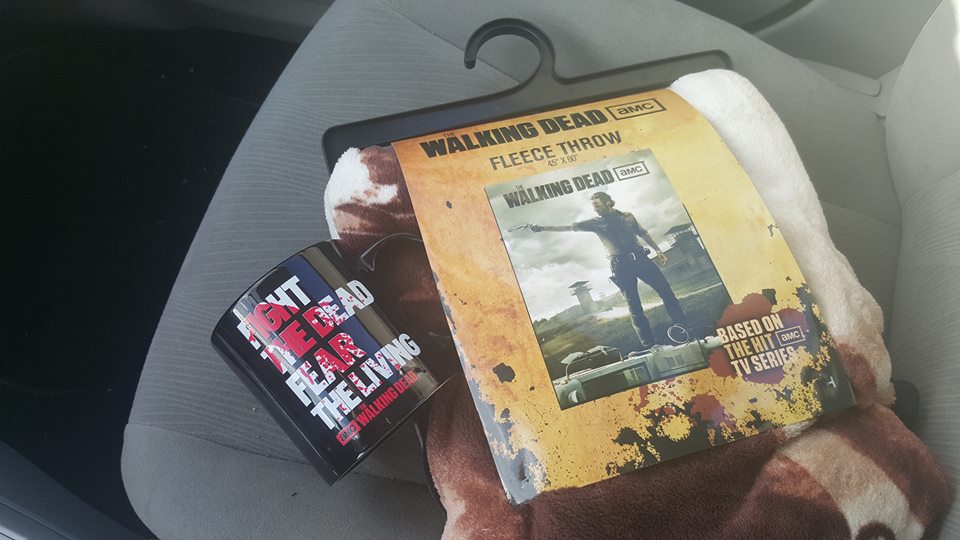 THE
WALKING DEAD amc
FLEECE THROW
45" X 60"
THE
WALKING DEAD amc
BASED ON
THE HIT amc
TV SERIES
FIGHT
THE DEAD
FEAR
THE LIVING
amc THE WALKING DEAD